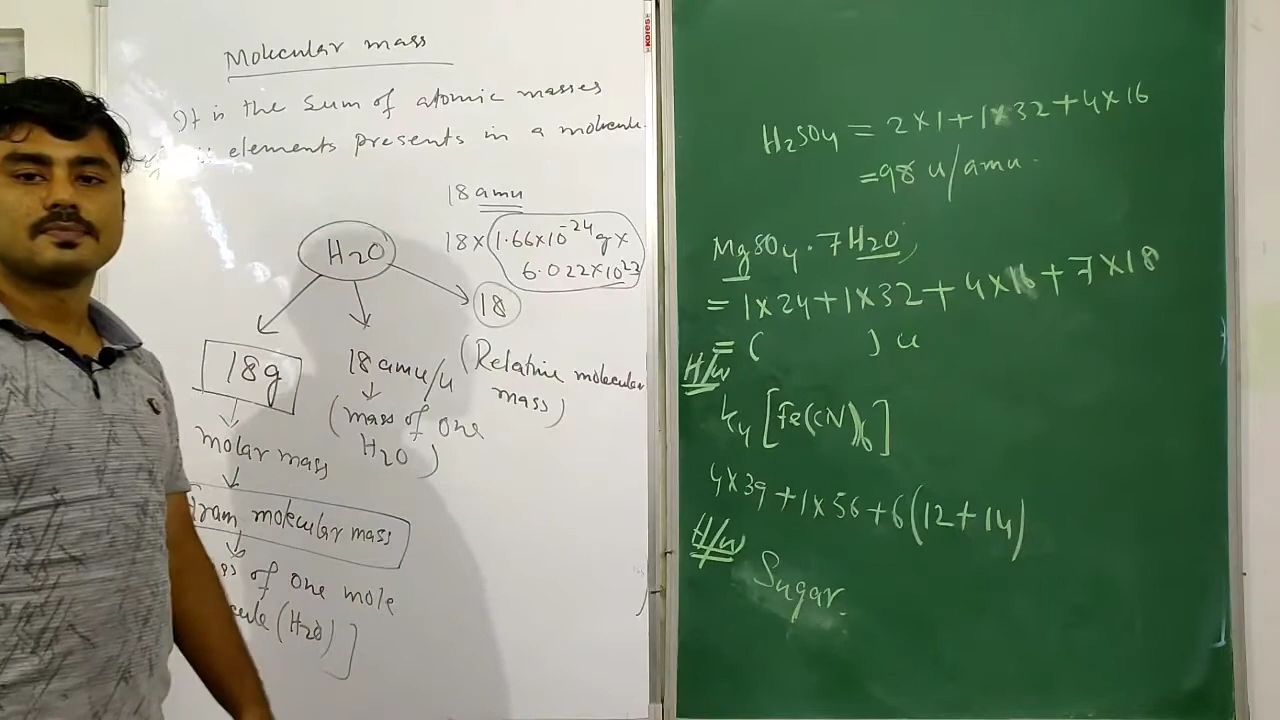 Molecular mass
It is the sum of atomic masses
elements presents in a molecule.
18 amu
H2O
18 × (1.66×10^-24 g ×
6.022×10^23
18
18g
18 amu/u
(Relative molecular
mass)
(mass of one
H2O)
molar mass
Gram molecular mass
of one mole
(H2O)]
kores
H2SO4 = 2×1+1×32+4×16
=98 u/amu.
MgSO4·7H2O
= 1×24+1×32+4×16+7×18
= ( ) u
H/W
K4[Fe(CN)6]
4×39+1×56+6(12+14)
H/W
Sugar.